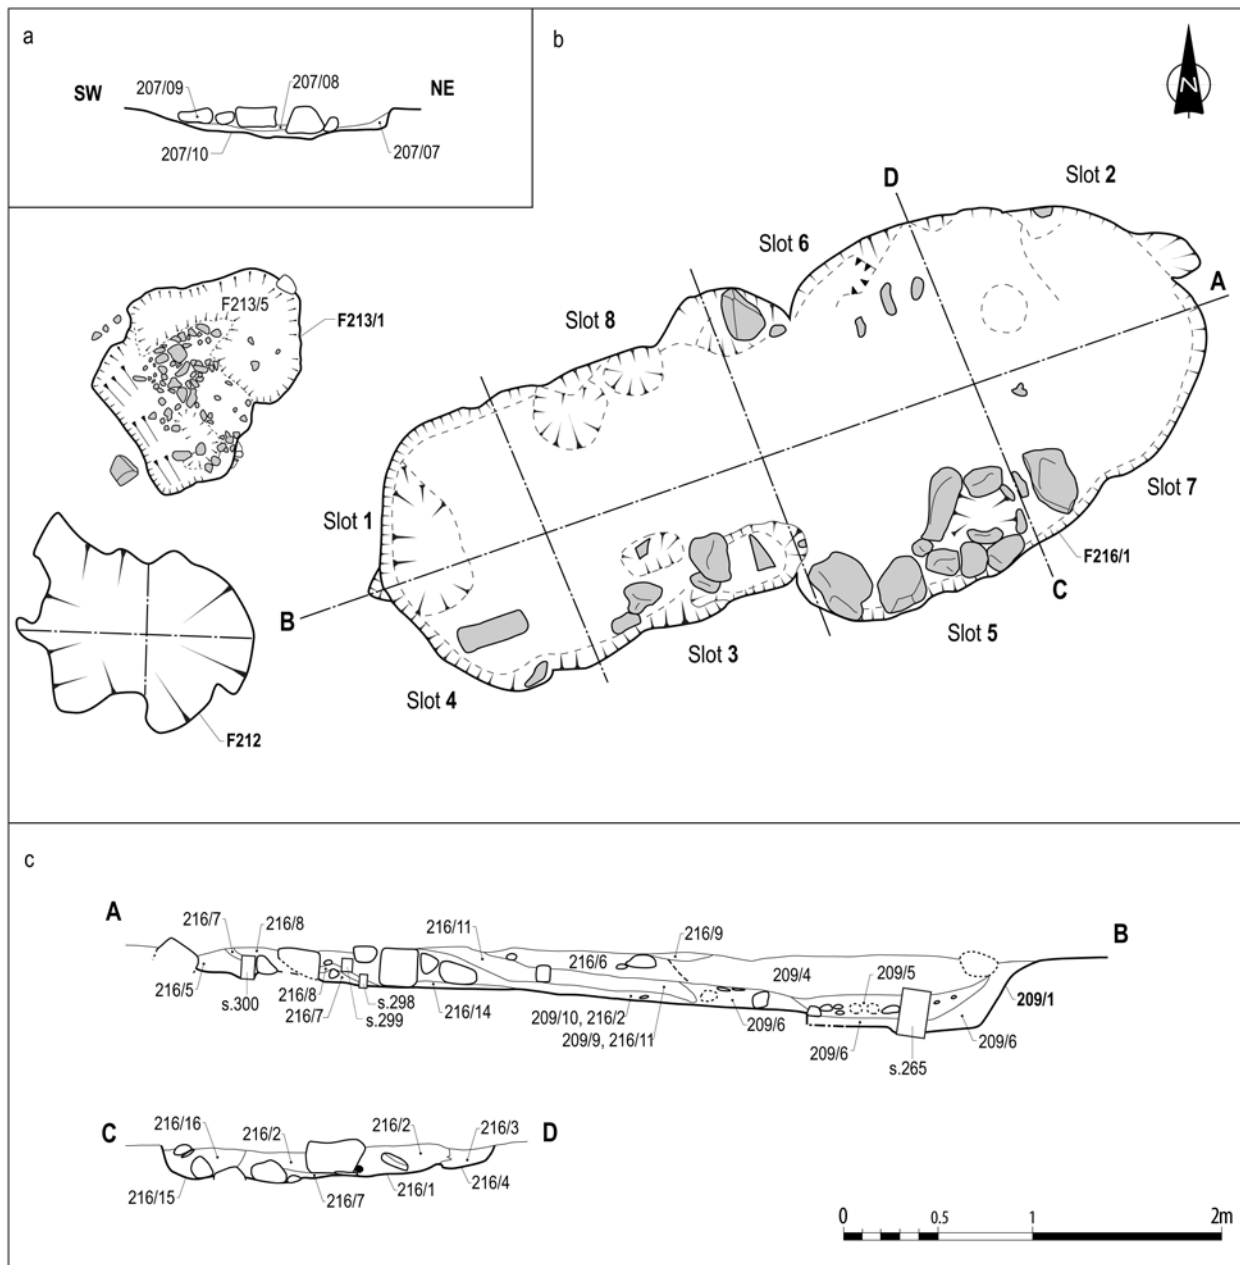 a
207/09
207/08
SW
NE
207/10
207/07
b
N
D
Slot 2
Slot 6
A
F213/5
F213/1
Slot 8
Slot 1
Slot 7
F216/1
B
C
Slot 5
Slot 3
Slot 4
F212
c
A
216/7
216/8
216/11
216/9
B
216/6
209/4
209/5
216/5
s.300
216/8
s.298
216/7
s.299
216/14
209/10, 216/2
209/9, 216/11
209/6
209/6
s.265
209/6
209/1
C
216/16
216/2
216/2
216/3
D
216/15
216/7
216/1
216/4
0 0.5 1 2m